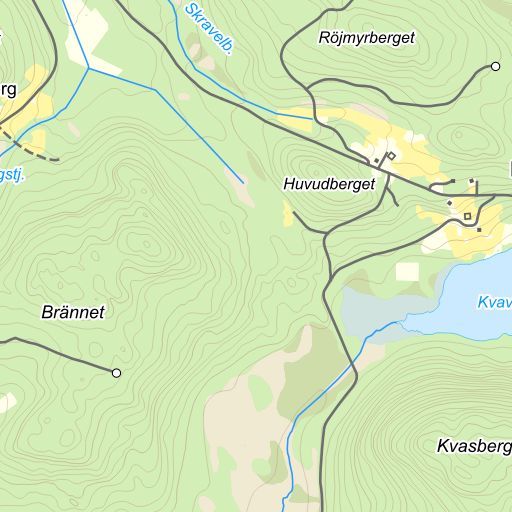 Skravelb.
Röjmyrberget
rg
gstj.
Huvudberget
Kvav
Brännet
Kvasberg